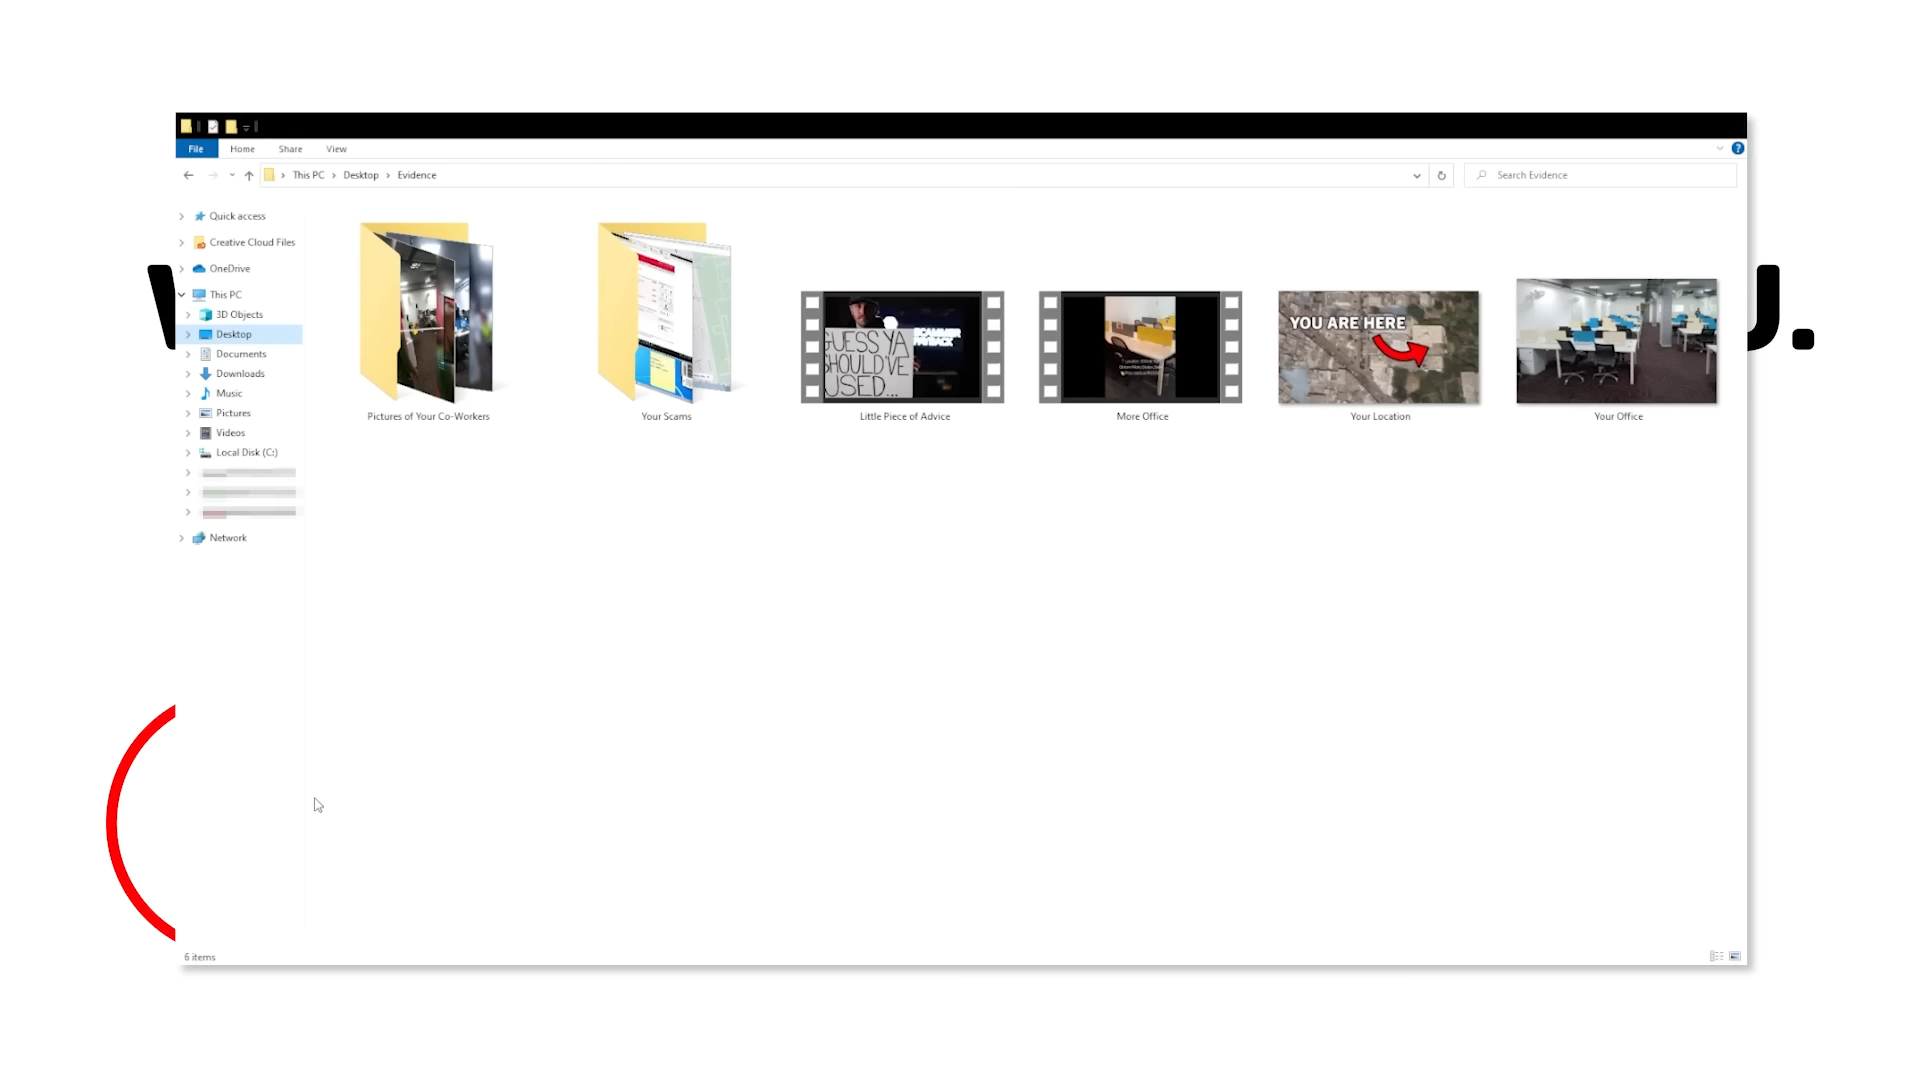 File Home Share View
This PC > Desktop > Evidence
Search Evidence
Quick access
Creative Cloud Files
OneDrive
This PC
3D Objects
Desktop
Documents
Downloads
Music
Pictures
Videos
Local Disk (C:)
Network
GUESS YA
SHOULD'VE
USED...
SCAMMER
PAYBACK
YOU ARE HERE
Pictures of Your Co-Workers
Your Scams
Little Piece of Advice
More Office
Your Location
Your Office
6 items